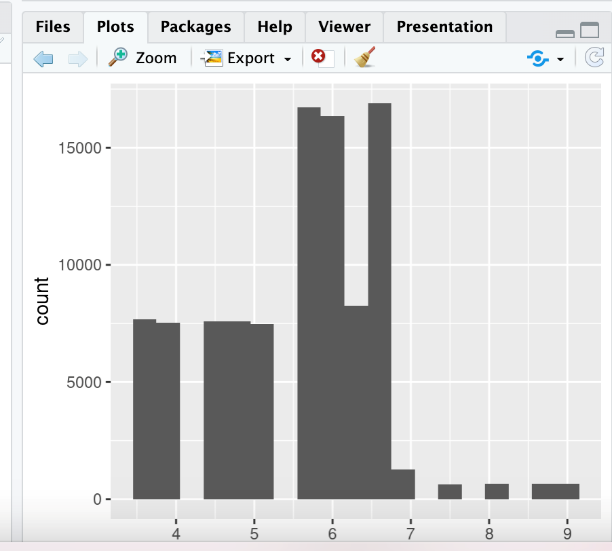 Files Plots Packages Help Viewer Presentation
Zoom Export
15000
10000
5000
0
count
4 5 6 7 8 9